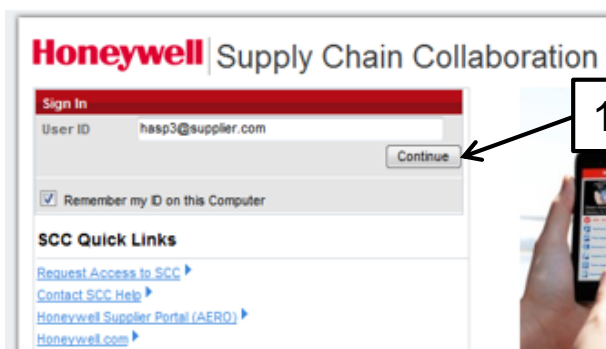 Honeywell Supply Chain Collaboration
Sign In
User ID hasp3@supplier.com
Continue
1
Remember my ID on this Computer
SCC Quick Links
Request Access to SCC
Contact SCC Help
Honeywell Supplier Portal (AERO)
Honeywell.com